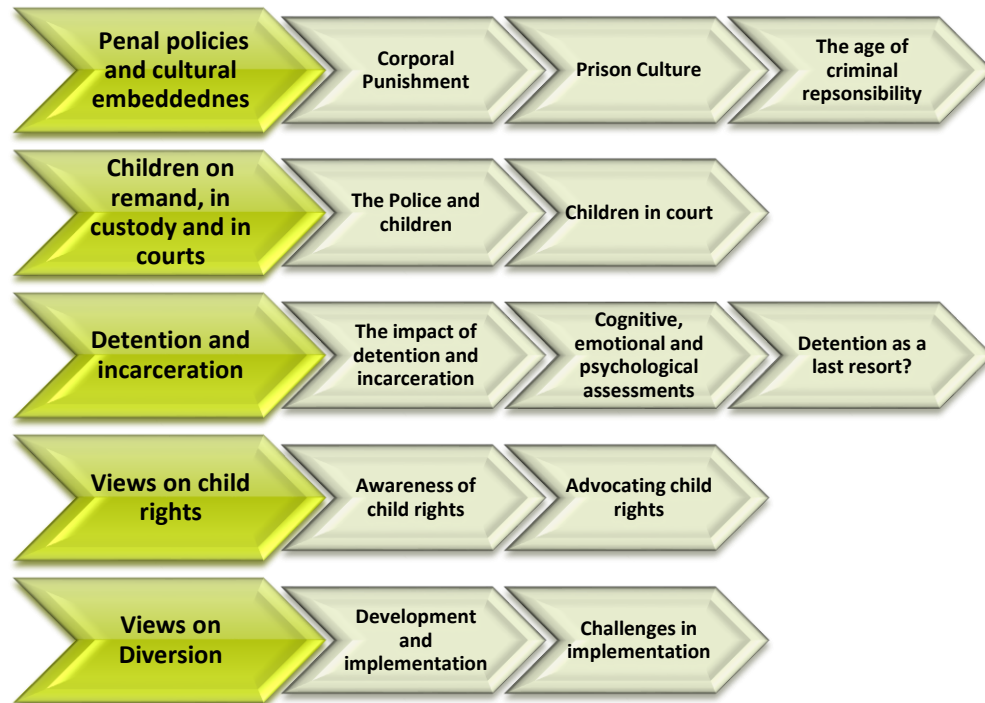 Penal policies
and cultural
embeddednes
Corporal
Punishment
Prison Culture
The age of
criminal
repsonsibility
Children on
remand, in
custody and in
courts
The Police and
children
Children in court
Detention and
incarceration
The impact of
detention and
incarceration
Cognitive,
emotional and
psychological
assessments
Detention as a
last resort?
Views on child
rights
Awareness of
child rights
Advocating child
rights
Views on
Diversion
Development
and
implementation
Challenges in
implementation